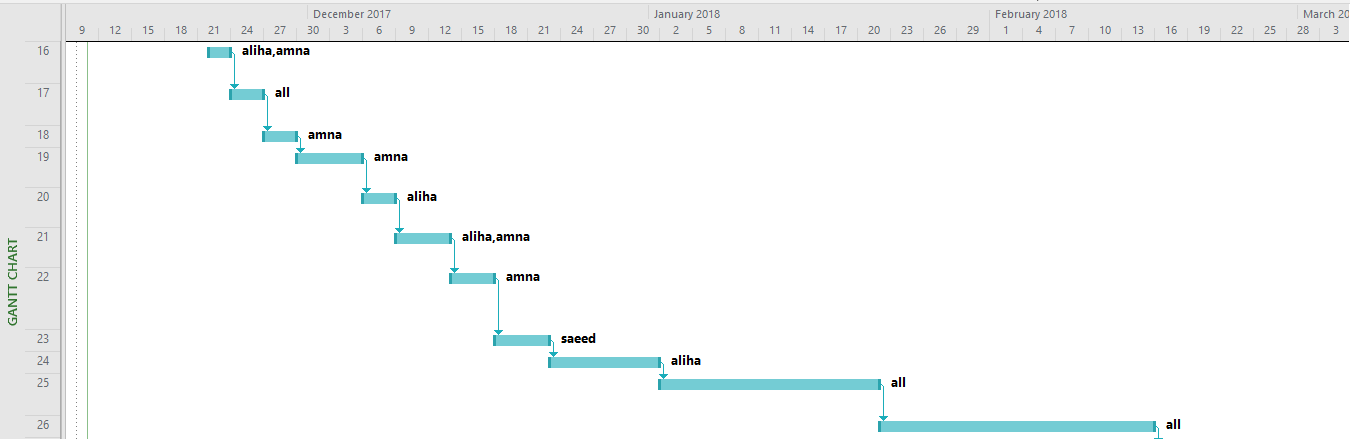 December 2017 January 2018 February 2018 March 20
9 12 15 18 21 24 27 30 3 6 9 12 15 18 21 24 27 30 2 5 8 11 14 17 20 23 26 29 1 4 7 10 13 16 19 22 25 28 3
GANTT CHART
16 aliha,amna
17 all
18 amna
19 amna
20 aliha
21 aliha,amna
22 amna
23 saeed
24 aliha
25 all
26 all